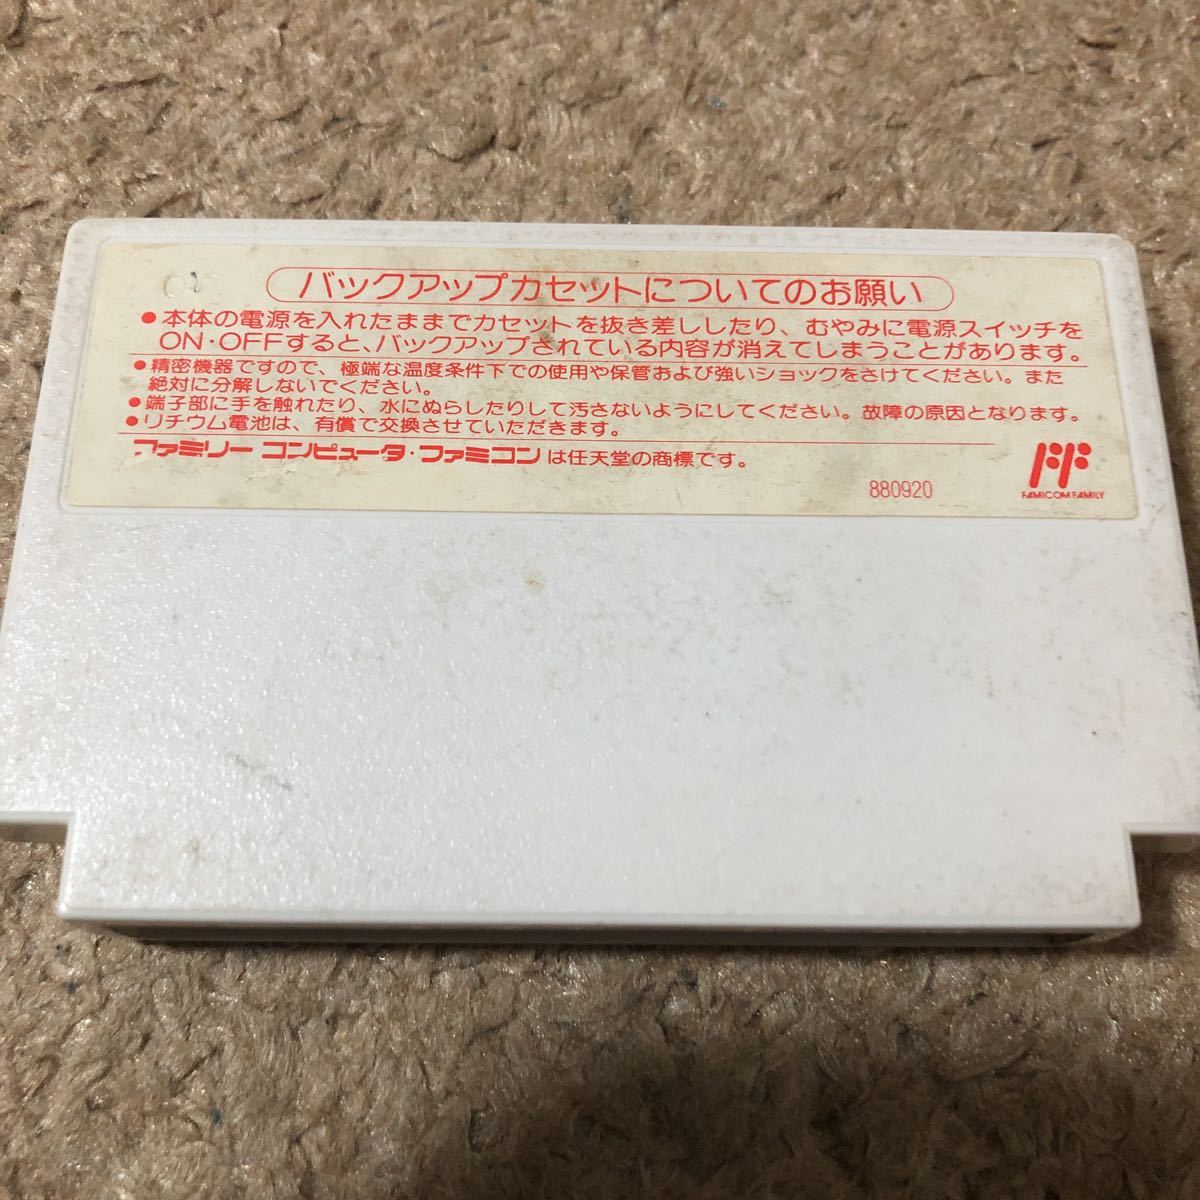 バックアップカセットについてのお願い
●本体の電源を入れたままでカセットを抜き差ししたり、むやみに電源スイッチを
ON・OFFすると、バックアップされている内容が消えてしまうことがあります。
●精密機器ですので、極端な温度条件下での使用や保管および強いショックをさけてください。また
絶対に分解しないでください。
●端子部に手を触れたり、水にぬらしたりして汚さないようにしてください。故障の原因となります。
●リチウム電池は、有償で交換させていただきます。
ファミリーコンピュータ・ファミコンは任天堂の商標です。
880920
FAMICOM FAMILY